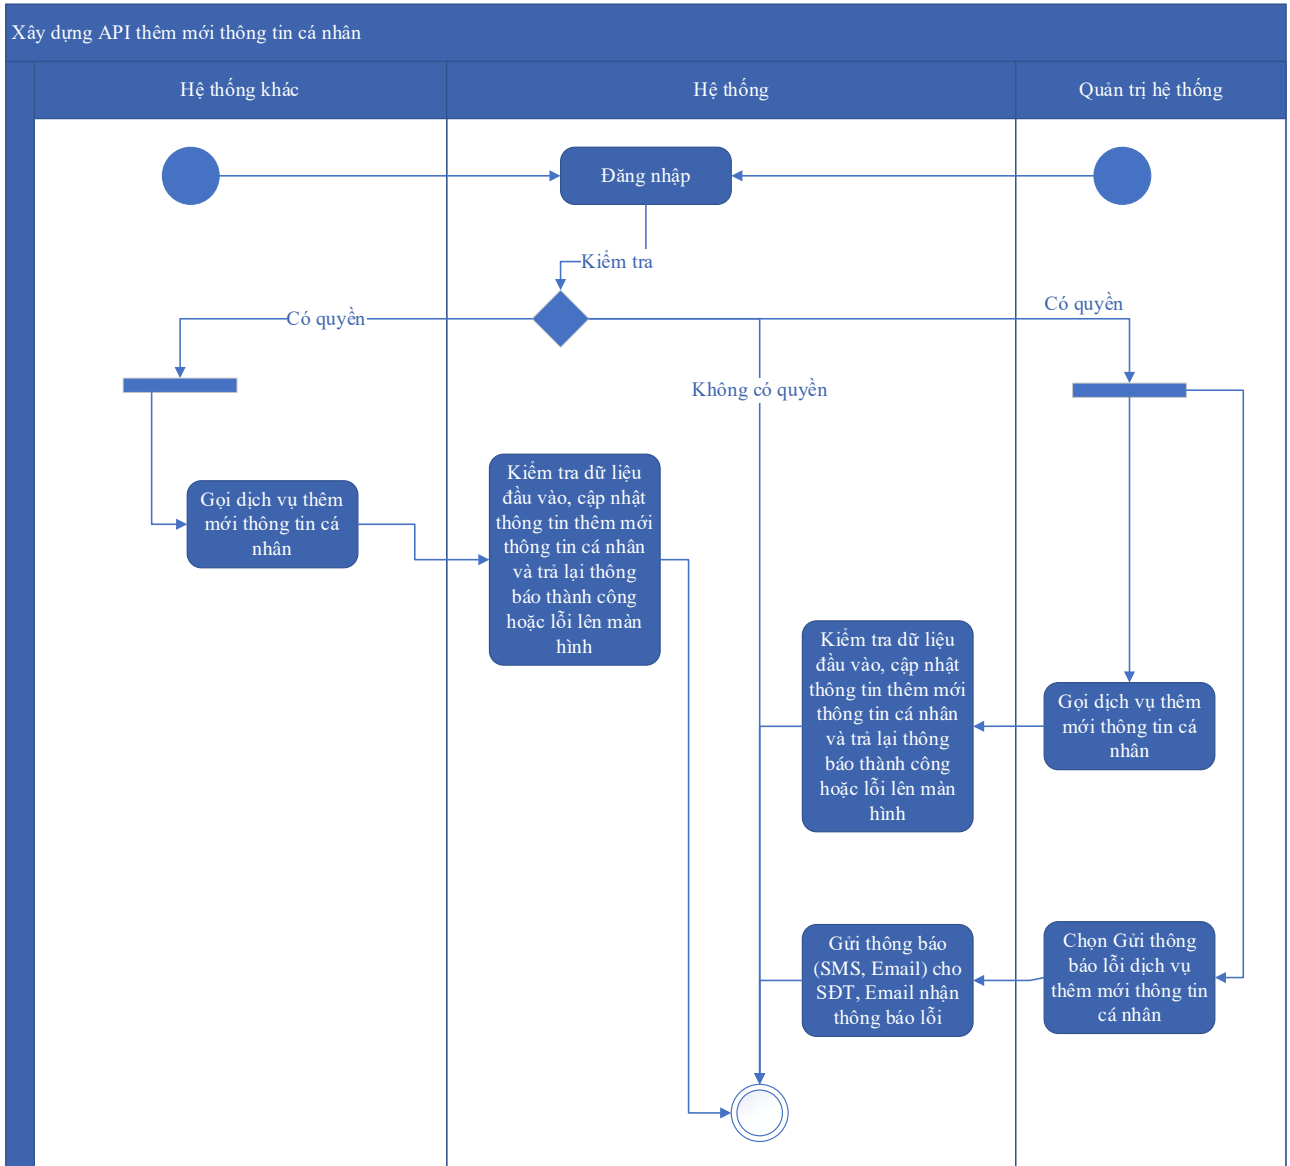 Xây dựng API thêm mới thông tin cá nhân
Hệ thống khác
Hệ thống
Quản trị hệ thống
Đăng nhập
Kiểm tra
Có quyền
Có quyền
Không có quyền
Gọi dịch vụ thêm
mới thông tin cá
nhân
Kiểm tra dữ liệu
đầu vào, cập nhật
thông tin thêm mới
thông tin cá nhân
và trả lại thông
báo thành công
hoặc lỗi lên màn
hình
Kiểm tra dữ liệu
đầu vào, cập nhật
thông tin thêm mới
thông tin cá nhân
và trả lại thông
báo thành công
hoặc lỗi lên màn
hình
Gọi dịch vụ thêm
mới thông tin cá
nhân
Gửi thông báo
(SMS, Email) cho
SĐT, Email nhận
thông báo lỗi
Chọn Gửi thông
báo lỗi dịch vụ
thêm mới thông tin
cá nhân